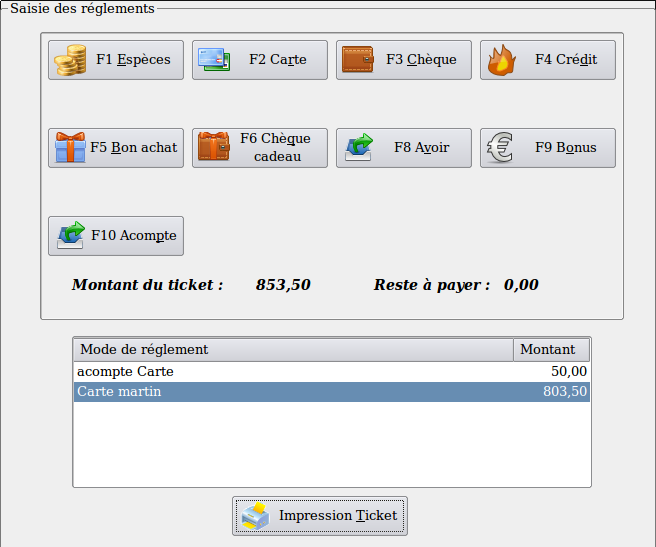 Saisie des réglements
F1 Espèces
F2 Carte
F3 Chèque
F4 Crédit
F5 Bon achat
F6 Chèque
cadeau
F8 Avoir
F9 Bonus
F10 Acompte
Montant du ticket : 853,50 Reste à payer : 0,00
Mode de réglement Montant
acompte Carte 50,00
Carte martin 803,50
Impression Ticket